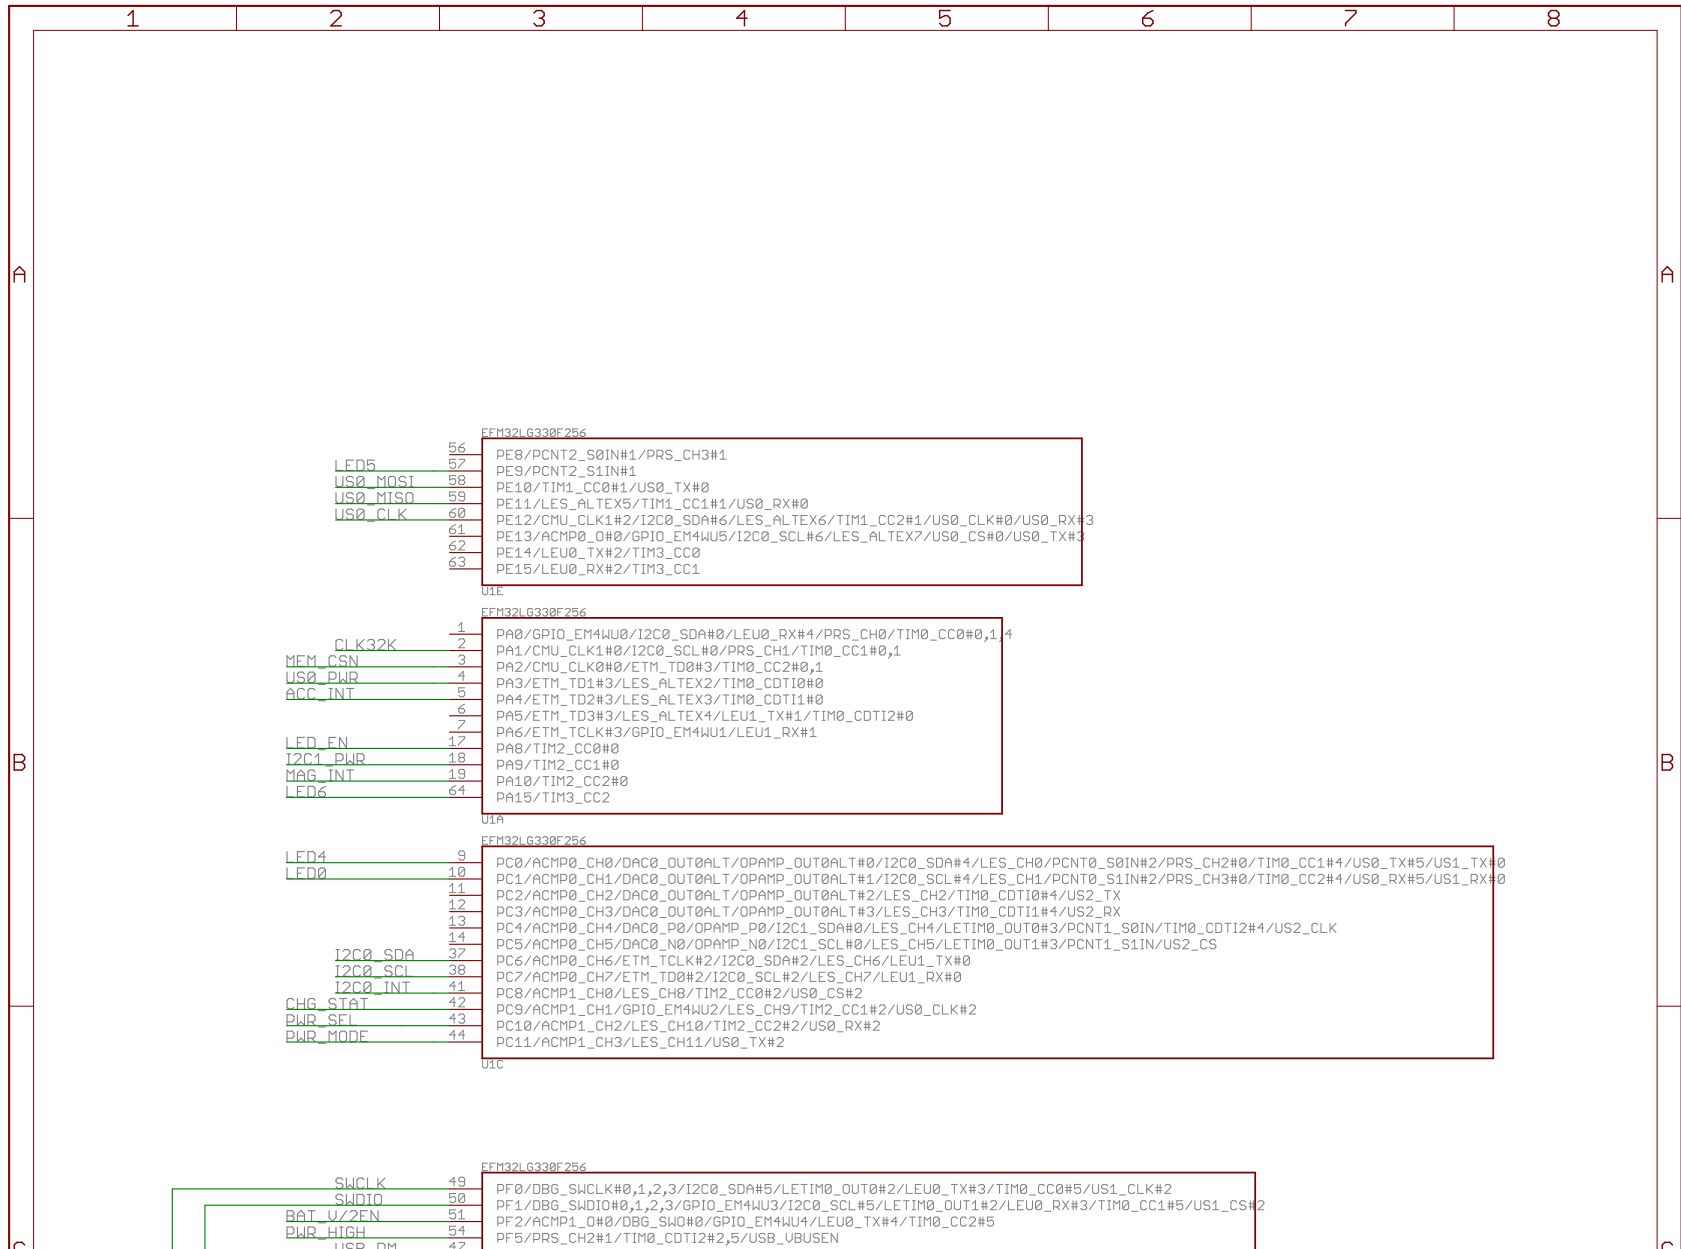 1 2 3 4 5 6 7 8
A A
EFM32LG330F256
56 PE8/PCNT2_S0IN#1/PRS_CH3#1
LED5 57 PE9/PCNT2_S1IN#1
US0_MOSI 58 PE10/TIM1_CC0#1/US0_TX#0
US0_MISO 59 PE11/LES_ALTEX5/TIM1_CC1#1/US0_RX#0
US0_CLK 60 PE12/CMU_CLK1#2/I2C0_SDA#6/LES_ALTEX6/TIM1_CC2#1/US0_CLK#0/US0_RX#3
61 PE13/ACMP0_O#0/GPIO_EM4WU5/I2C0_SCL#6/LES_ALTEX7/US0_CS#0/US0_TX#3
62 PE14/LEU0_TX#2/TIM3_CC0
63 PE15/LEU0_RX#2/TIM3_CC1
U1E
EFM32LG330F256
1 PA0/GPIO_EM4WU0/I2C0_SDA#0/LEU0_RX#4/PRS_CH0/TIM0_CC0#0,1,4
CLK32K 2 PA1/CMU_CLK1#0/I2C0_SCL#0/PRS_CH1/TIM0_CC1#0,1
MEM_CSN 3 PA2/CMU_CLK0#0/ETM_TD0#3/TIM0_CC2#0,1
US0_PWR 4 PA3/ETM_TD1#3/LES_ALTEX2/TIM0_CDTI0#0
ACC_INT 5 PA4/ETM_TD2#3/LES_ALTEX3/TIM0_CDTI1#0
6 PA5/ETM_TD3#3/LES_ALTEX4/LEU1_TX#1/TIM0_CDTI2#0
7 PA6/ETM_TCLK#3/GPIO_EM4WU1/LEU1_RX#1
LED_EN 17 PA8/TIM2_CC0#0
B I2C1_PWR 18 PA9/TIM2_CC1#0 B
MAG_INT 19 PA10/TIM2_CC2#0
LED6 64 PA15/TIM3_CC2
U1A
EFM32LG330F256
LED4 9 PC0/ACMP0_CH0/DAC0_OUT0ALT/OPAMP_OUT0ALT#0/I2C0_SDA#4/LES_CH0/PCNT0_S0IN#2/PRS_CH2#0/TIM0_CC1#4/US0_TX#5/US1_TX#0
LED0 10 PC1/ACMP0_CH1/DAC0_OUT0ALT/OPAMP_OUT0ALT#1/I2C0_SCL#4/LES_CH1/PCNT0_S1IN#2/PRS_CH3#0/TIM0_CC2#4/US0_RX#5/US1_RX#0
11 PC2/ACMP0_CH2/DAC0_OUT0ALT/OPAMP_OUT0ALT#2/LES_CH2/TIM0_CDTI0#4/US2_TX
12 PC3/ACMP0_CH3/DAC0_OUT0ALT/OPAMP_OUT0ALT#3/LES_CH3/TIM0_CDTI1#4/US2_RX
13 PC4/ACMP0_CH4/DAC0_P0/OPAMP_P0/I2C1_SDA#0/LES_CH4/LETIM0_OUT0#3/PCNT1_S0IN/TIM0_CDTI2#4/US2_CLK
14 PC5/ACMP0_CH5/DAC0_N0/OPAMP_N0/I2C1_SCL#0/LES_CH5/LETIM0_OUT1#3/PCNT1_S1IN/US2_CS
I2C0_SDA 37 PC6/ACMP0_CH6/ETM_TCLK#2/I2C0_SDA#2/LES_CH6/LEU1_TX#0
I2C0_SCL 38 PC7/ACMP0_CH7/ETM_TD0#2/I2C0_SCL#2/LES_CH7/LEU1_RX#0
I2C0_INT 41 PC8/ACMP1_CH0/LES_CH8/TIM2_CC0#2/US0_CS#2
CHG_STAT 42 PC9/ACMP1_CH1/GPIO_EM4WU2/LES_CH9/TIM2_CC1#2/US0_CLK#2
PWR_SEL 43 PC10/ACMP1_CH2/LES_CH10/TIM2_CC2#2/US0_RX#2
PWR_MODE 44 PC11/ACMP1_CH3/LES_CH11/US0_TX#2
U1C
EFM32LG330F256
SWCLK 49 PF0/DBG_SWCLK#0,1,2,3/I2C0_SDA#5/LETIM0_OUT0#2/LEU0_TX#3/TIM0_CC0#5/US1_CLK#2
SWDIO 50 PF1/DBG_SWDIO#0,1,2,3/GPIO_EM4WU3/I2C0_SCL#5/LETIM0_OUT1#2/LEU0_RX#3/TIM0_CC1#5/US1_CS#2
BAT_V/2EN 51 PF2/ACMP1_O#0/DBG_SWO#0/GPIO_EM4WU4/LEU0_TX#4/TIM0_CC2#5
PWR_HIGH 54 PF5/PRS_CH2#1/TIM0_CDTI2#2,5/USB_VBUSEN
USB_DM 47